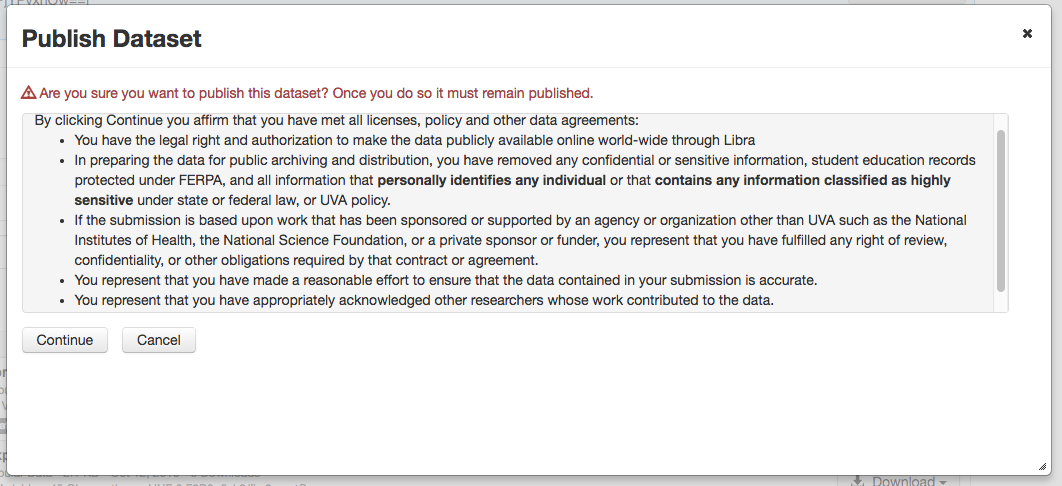 Publish Dataset
Are you sure you want to publish this dataset? Once you do so it must remain published.
By clicking Continue you affirm that you have met all licenses, policy and other data agreements:
• You have the legal right and authorization to make the data publicly available online world-wide through Libra
• In preparing the data for public archiving and distribution, you have removed any confidential or sensitive information, student education records
protected under FERPA, and all information that personally identifies any individual or that contains any information classified as highly
sensitive under state or federal law, or UVA policy.
• If the submission is based upon work that has been sponsored or supported by an agency or organization other than UVA such as the National
Institutes of Health, the National Science Foundation, or a private sponsor or funder, you represent that you have fulfilled any right of review,
confidentiality, or other obligations required by that contract or agreement.
• You represent that you have made a reasonable effort to ensure that the data contained in your submission is accurate.
• You represent that you have appropriately acknowledged other researchers whose work contributed to the data.
Continue Cancel
Download